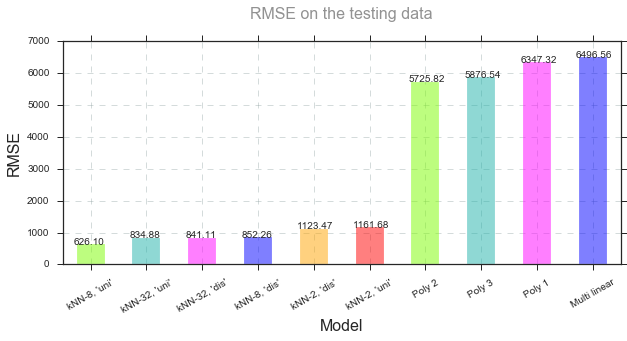 RMSE on the testing data
7000
6000
5000
4000
3000
2000
1000
0
RMSE
626.10
834.88
841.11
852.26
1123.47
1161.68
5725.82
5876.54
6347.32
6496.56
kNN-8, 'uni'
kNN-32, 'uni'
kNN-32, 'dis'
kNN-8, 'dis'
kNN-2, 'dis'
kNN-2, 'uni'
Poly 2
Poly 3
Poly 1
Multi linear
Model